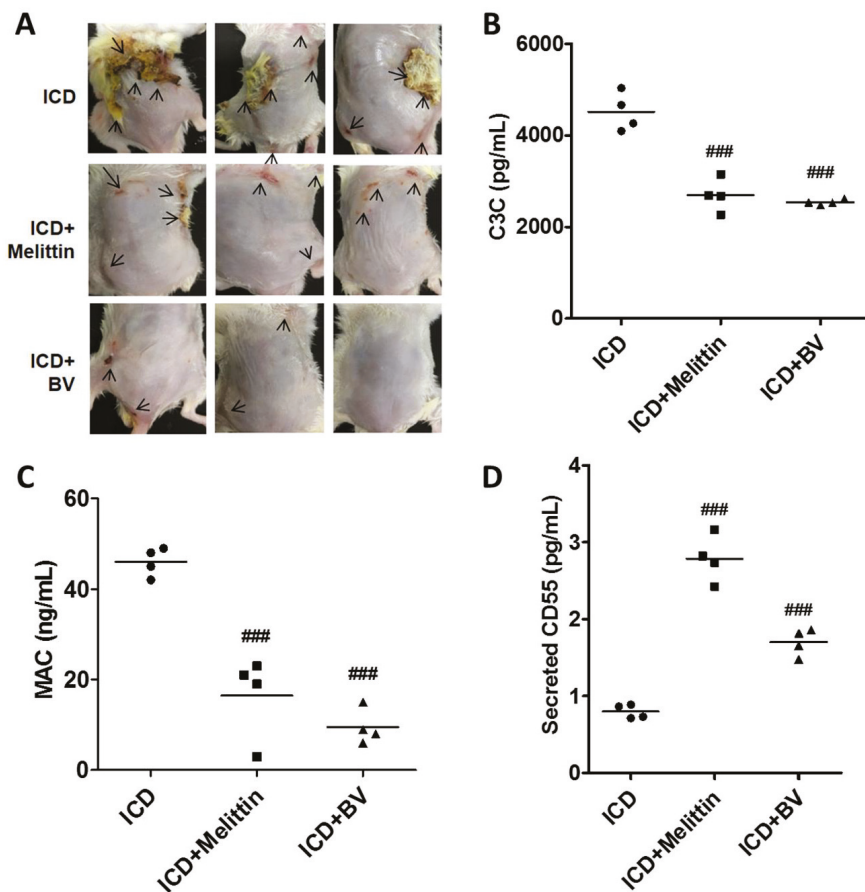 A
ICD
ICD+
Melittin
ICD+
BV
B
C3C (pg/mL)
6000
4000
2000
0
###
###
ICD
ICD+Melittin
ICD+BV
C
MAC (ng/mL)
60
40
20
0
###
###
ICD
ICD+Melittin
ICD+BV
D
Secreted CD55 (pg/mL)
4
3
2
1
0
###
###
ICD
ICD+Melittin
ICD+BV